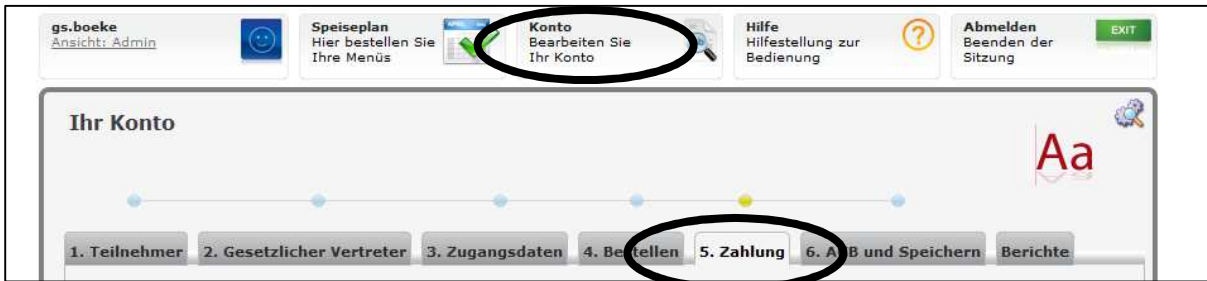 gs.boeke
Ansicht: Admin
Speiseplan
Hier bestellen Sie
Ihre Menüs
Konto
Bearbeiten Sie
Ihr Konto
Hilfe
Hilfestellung zur
Bedienung
?
Abmelden
Beenden der
Sitzung
EXIT
Ihr Konto
Aa
1. Teilnehmer 2. Gesetzlicher Vertreter 3. Zugangsdaten 4. Bestellen 5. Zahlung 6. AGB und Speichern Berichte